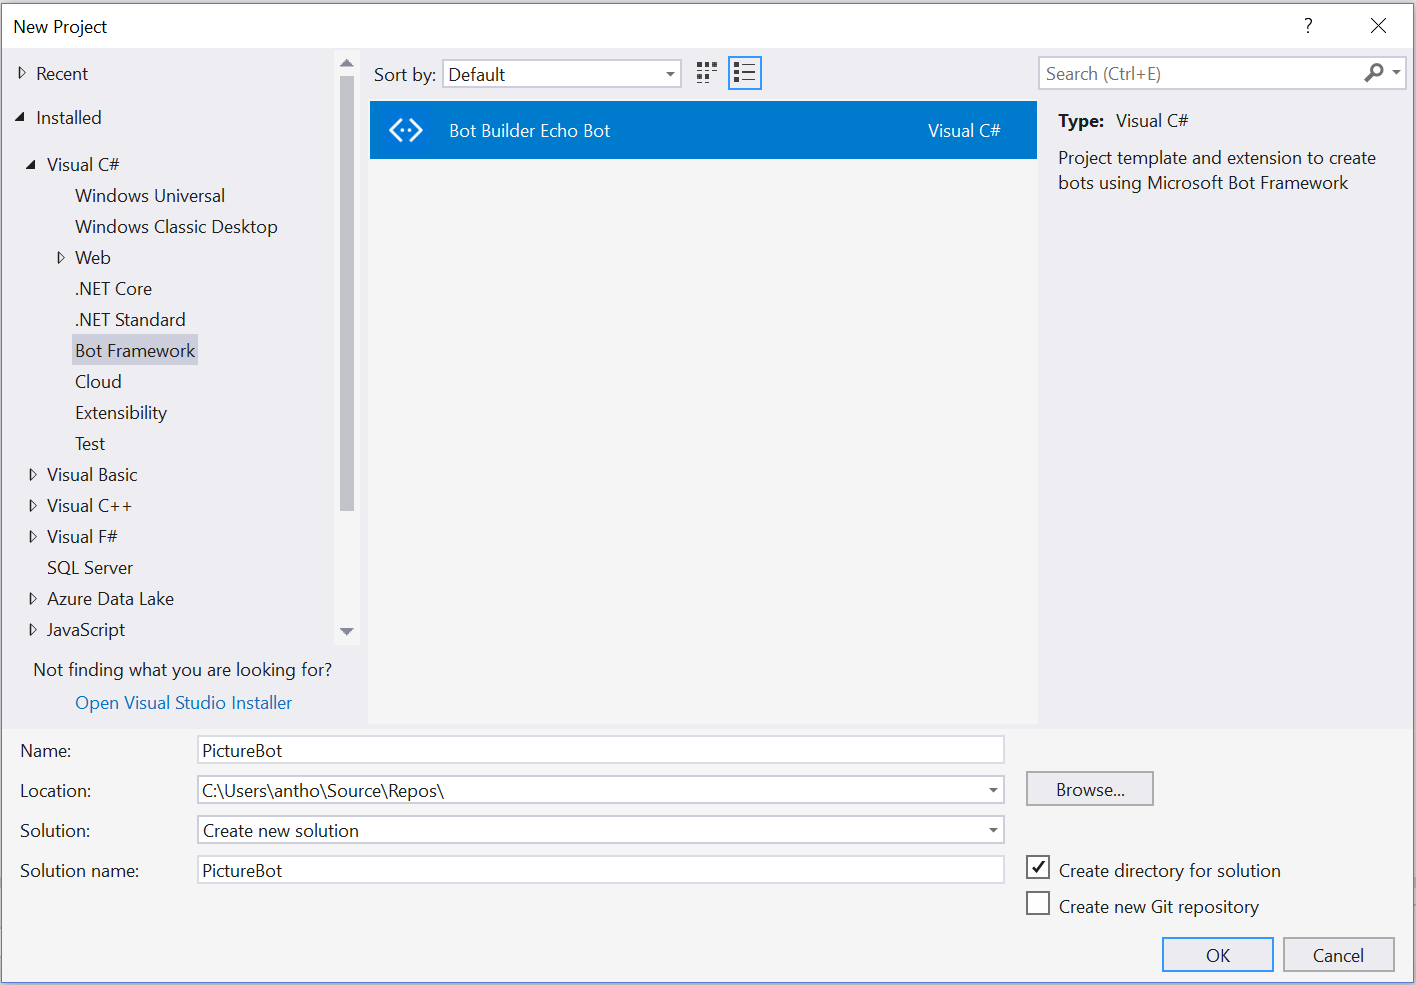 New Project
?
Recent
Installed
Visual C#
Windows Universal
Windows Classic Desktop
Web
.NET Core
.NET Standard
Bot Framework
Cloud
Extensibility
Test
Visual Basic
Visual C++
Visual F#
SQL Server
Azure Data Lake
JavaScript
Not finding what you are looking for?
Open Visual Studio Installer
Sort by: Default
Bot Builder Echo Bot Visual C#
Search (Ctrl+E)
Type: Visual C#
Project template and extension to create
bots using Microsoft Bot Framework
Name: PictureBot
Location: C:\Users\antho\Source\Repos\ Browse...
Solution: Create new solution
Solution name: PictureBot
Create directory for solution
Create new Git repository
OK Cancel